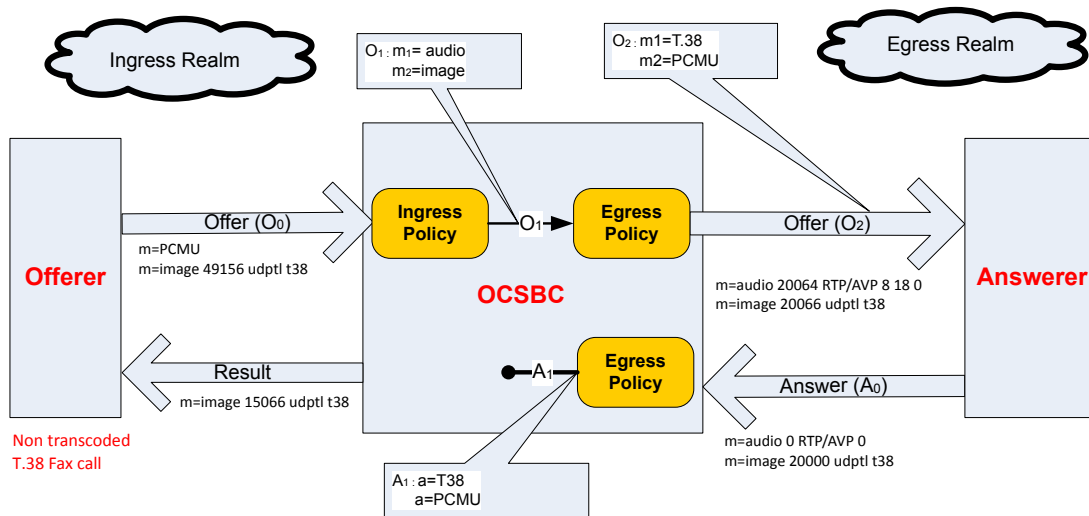 Ingress Realm
O1 : m1= audio
m2=image
O2 : m1=T.38
m2=PCMU
Egress Realm
Offer (O0)
m=PCMU
m=image 49156 udptl t38
Ingress
Policy
O1
Egress
Policy
Offer (O2)
m=audio 20064 RTP/AVP 8 18 0
m=image 20066 udptl t38
Offerer
OCSBC
Answerer
Result
m=image 15066 udptl t38
A1
Egress
Policy
Answer (A0)
m=audio 0 RTP/AVP 0
m=image 20000 udptl t38
Non transcoded
T.38 Fax call
A1 : a=T38
a=PCMU